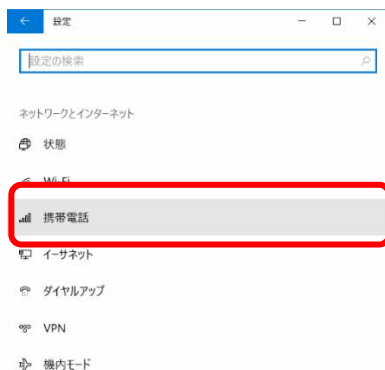 設定
設定の検索
ネットワークとインターネット
状態
Wi-Fi
携帯電話
イーサネット
ダイヤルアップ
VPN
機内モード